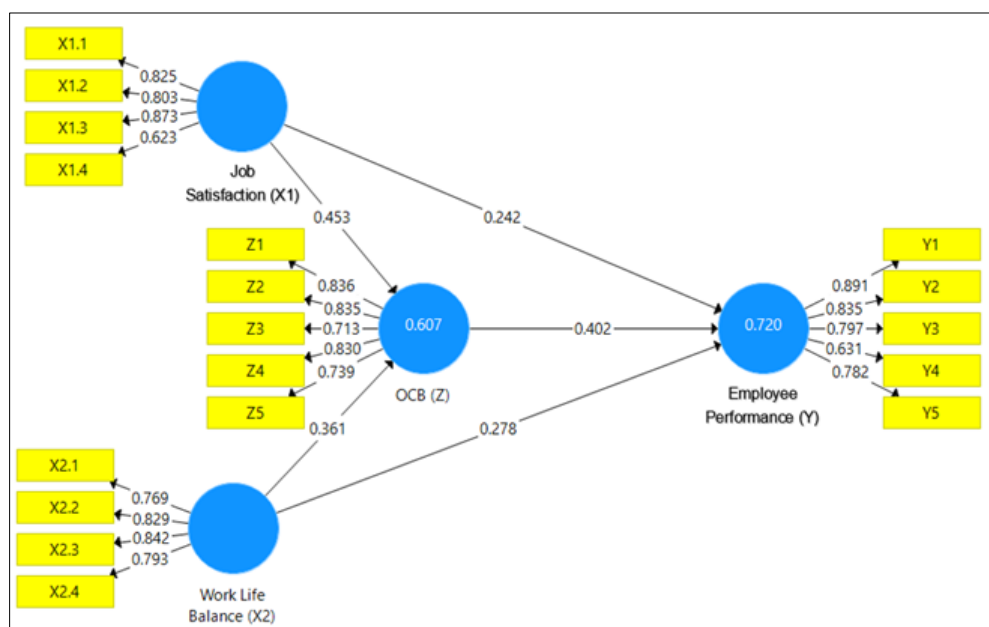 X1.1
X1.2
X1.3
X1.4
0.825
0.803
0.873
0.623
Job
Satisfaction (X1)
0.453
0.242
Z1
Z2
Z3
Z4
Z5
0.836
0.835
0.713
0.830
0.739
0.607
OCB (Z)
0.402
0.720
Employee
Performance (Y)
0.891
0.835
0.797
0.631
0.782
Y1
Y2
Y3
Y4
Y5
0.361
0.278
X2.1
X2.2
X2.3
X2.4
0.769
0.829
0.842
0.793
Work Life
Balance (X2)